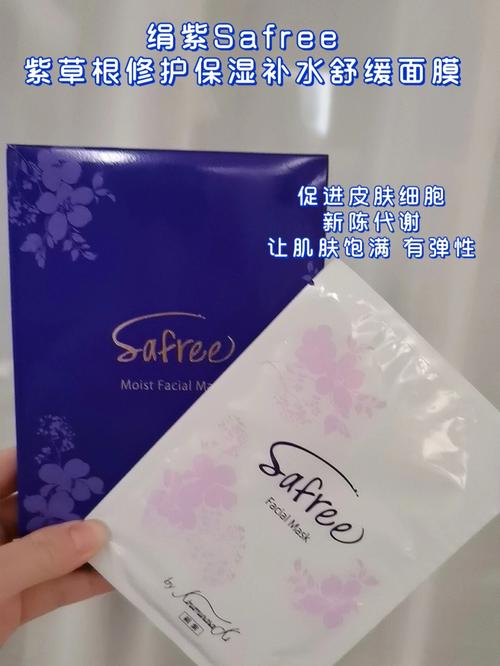 绢紫Safree
紫草根修护保湿补水舒缓面膜
促进皮肤细胞
新陈代谢
让肌肤饱满 有弹性
Safree
Moist Facial
Safree
Facial Mask
by